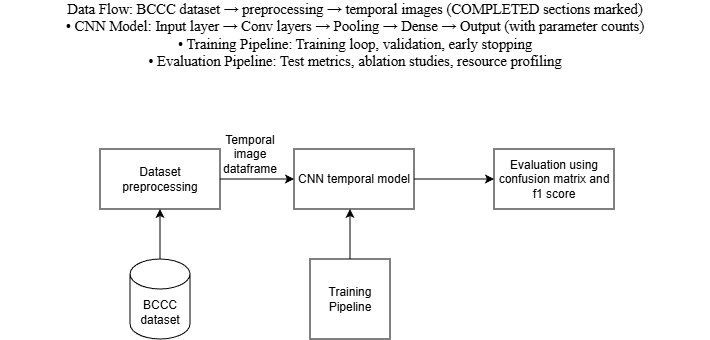 Data Flow: BCCC dataset → preprocessing → temporal images (COMPLETED sections marked)
• CNN Model: Input layer → Conv layers → Pooling → Dense → Output (with parameter counts)
• Training Pipeline: Training loop, validation, early stopping
• Evaluation Pipeline: Test metrics, ablation studies, resource profiling
Temporal
image
dataframe
Dataset
preprocessing
CNN temporal model
Evaluation using
confusion matrix and
f1 score
BCCC
dataset
Training
Pipeline